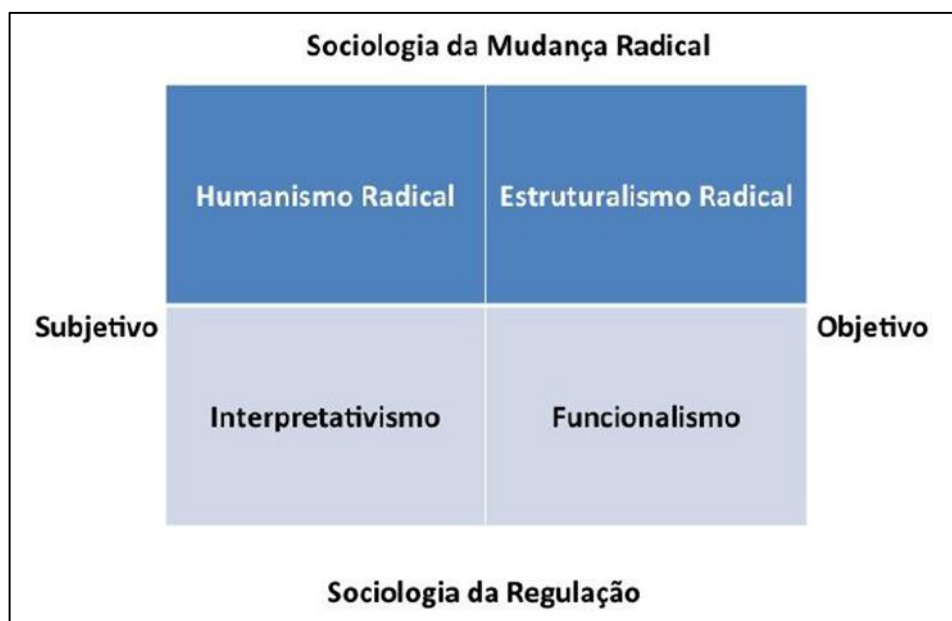 Sociologia da Mudança Radical
Humanismo Radical
Estruturalismo Radical
Subjetivo
Objetivo
Interpretativismo
Funcionalismo
Sociologia da Regulação